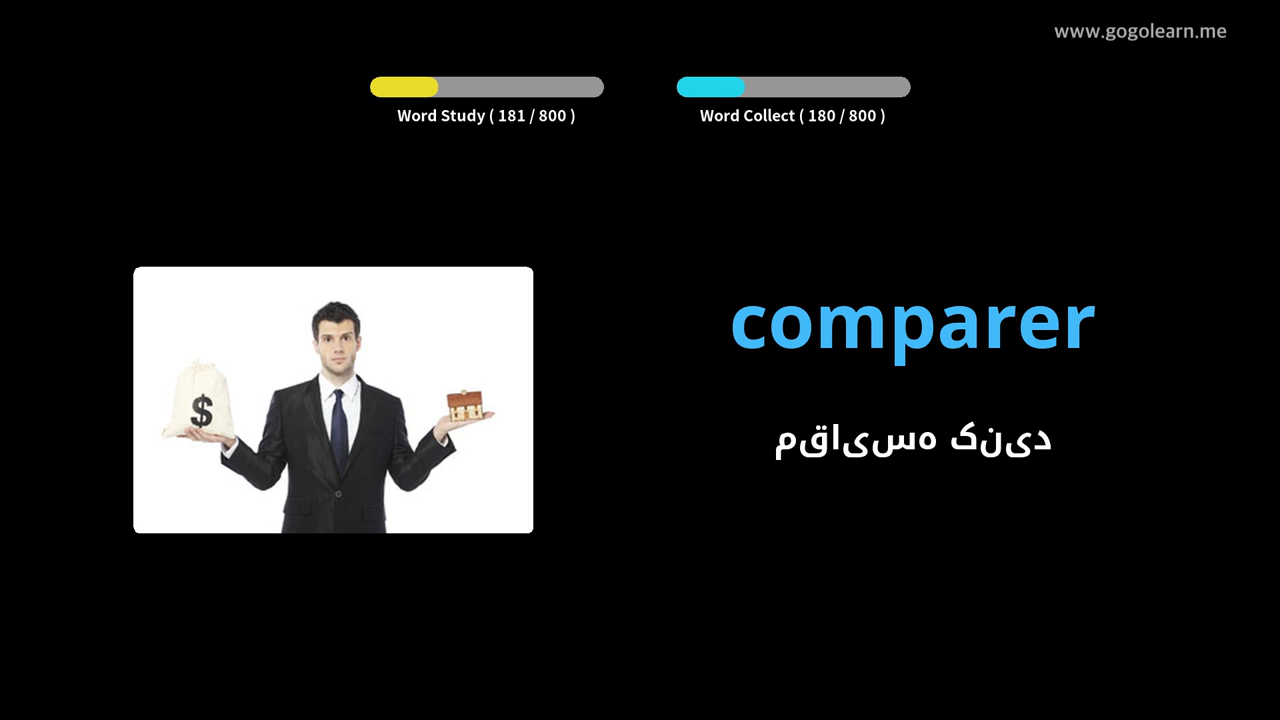 www.gogolearn.me
Word Study ( 181 / 800 )
Word Collect ( 180 / 800 )
comparer
مقایسه کنید
$